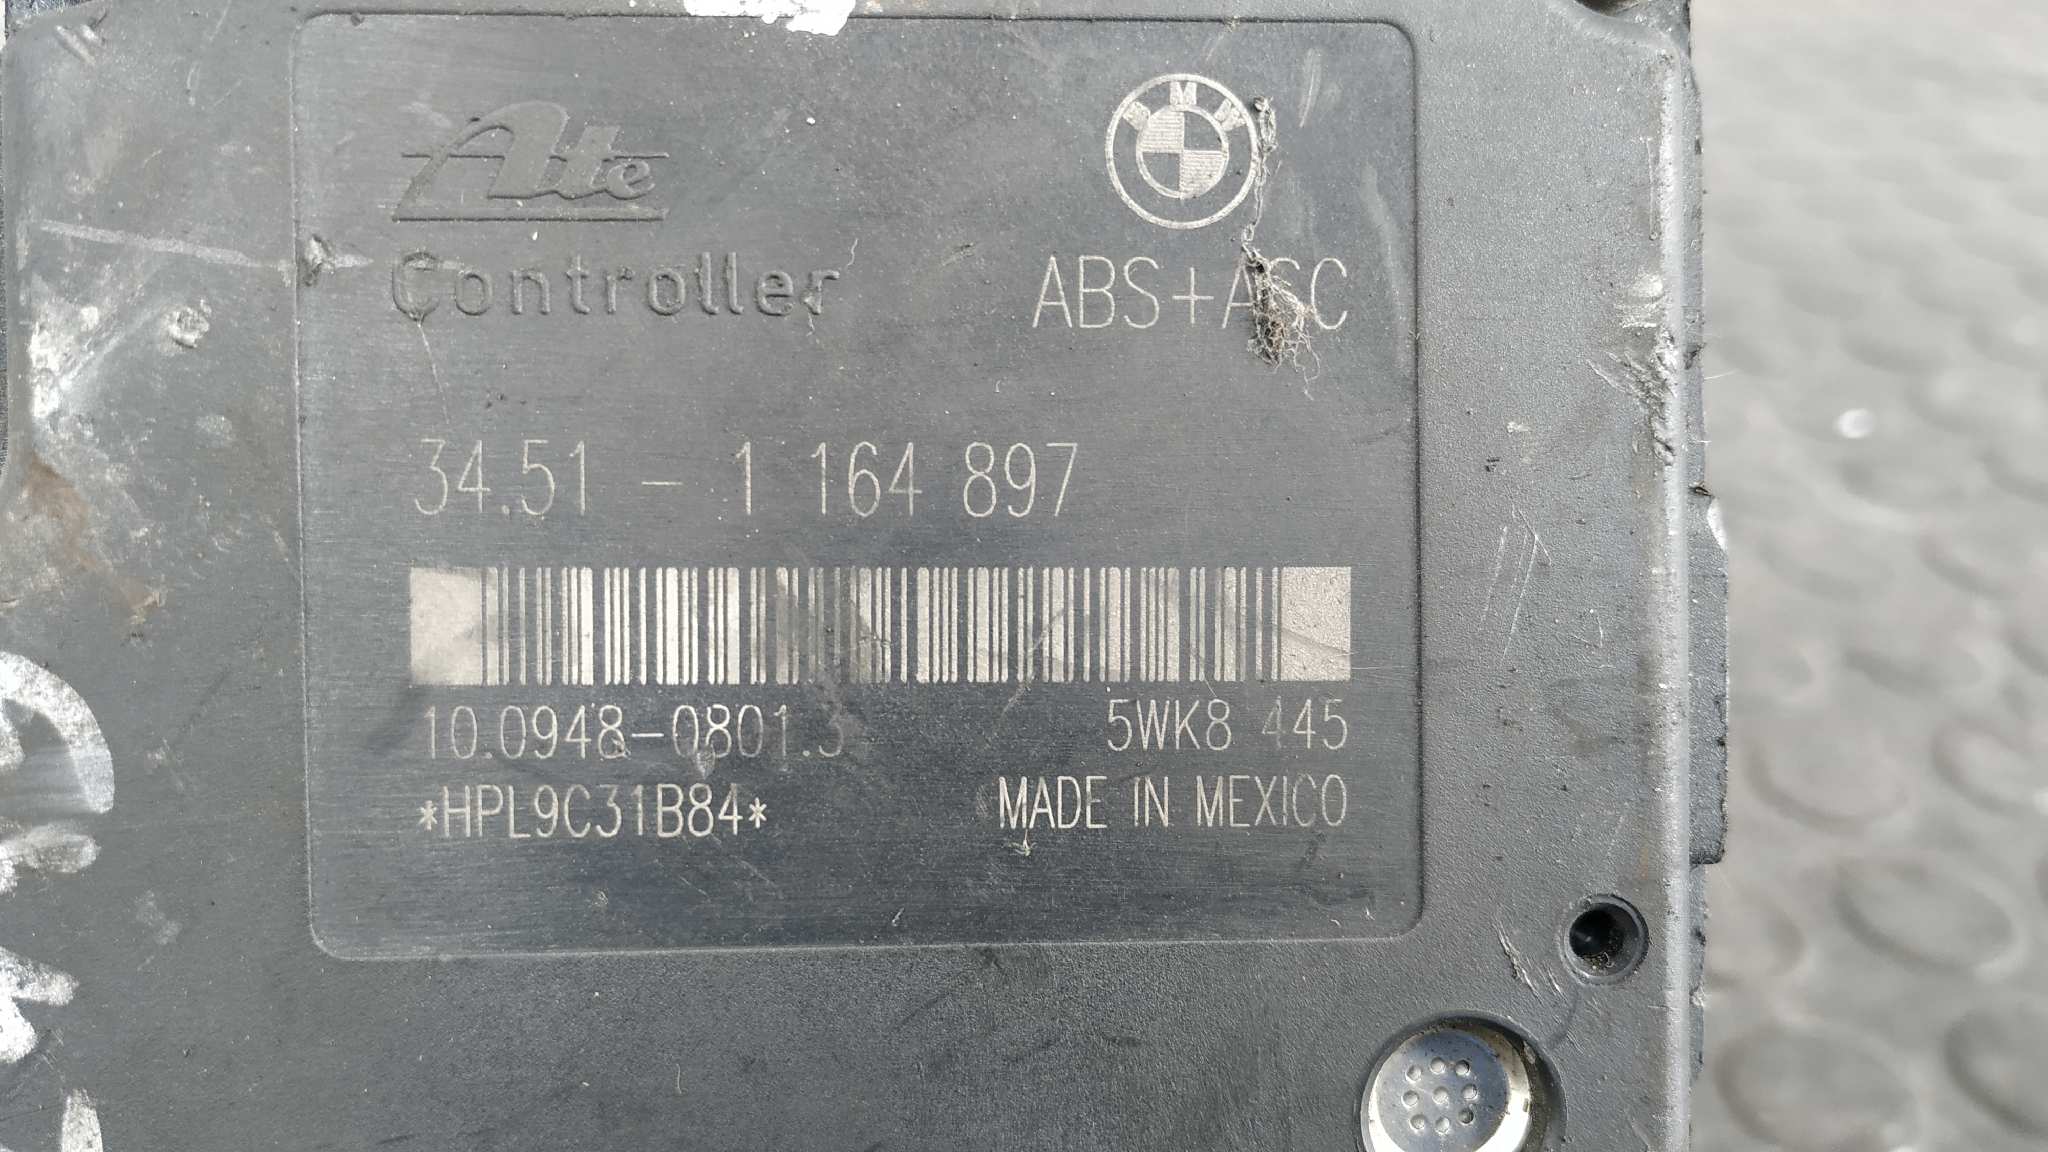 Ate
BMW
Controller
ABS+ASC
34.51 - 1 164 897
10.0948-0801.3
5WK8 445
*HPL9C31B84*
MADE IN MEXICO